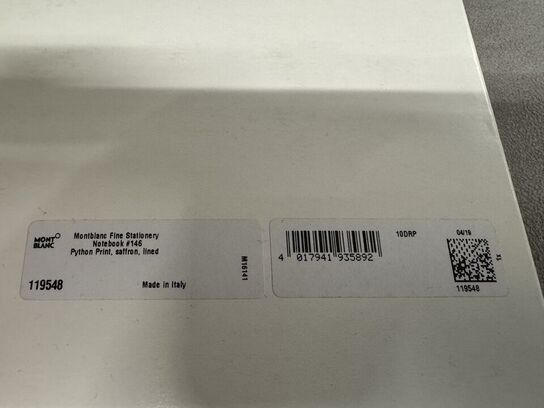 MONT
BLANC
Montblanc Fine Stationery
Notebook #146
Python Print, saffron, lined
119548
Made in Italy
M16141
4 017941 935892
10DRP
04/19
119548
X1